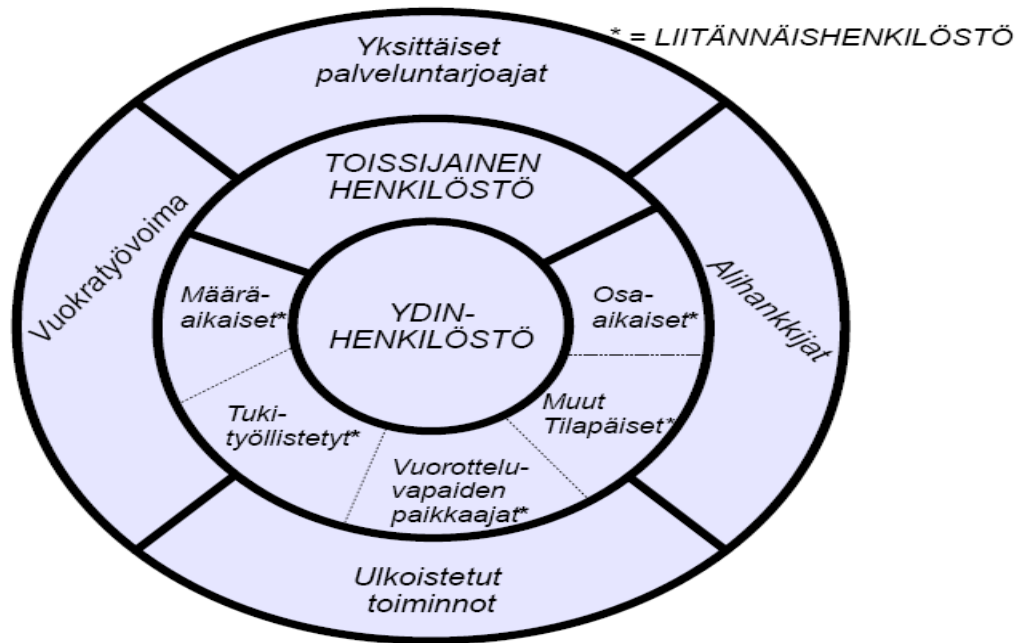 Yksittäiset
palveluntarjoajat
* = LIITÄNNÄISHENKILÖSTÖ
TOISSIJAINEN
HENKILÖSTÖ
Vuokratyövoima
Alihankkijat
Määrä-
aikaiset*
YDIN-
HENKILÖSTÖ
Osa-
aikaiset*
Tuki-
työllistetyt*
Muut
Tilapäiset*
Vuorottelu-
vapaiden
paikkaajat*
Ulkoistetut
toiminnot